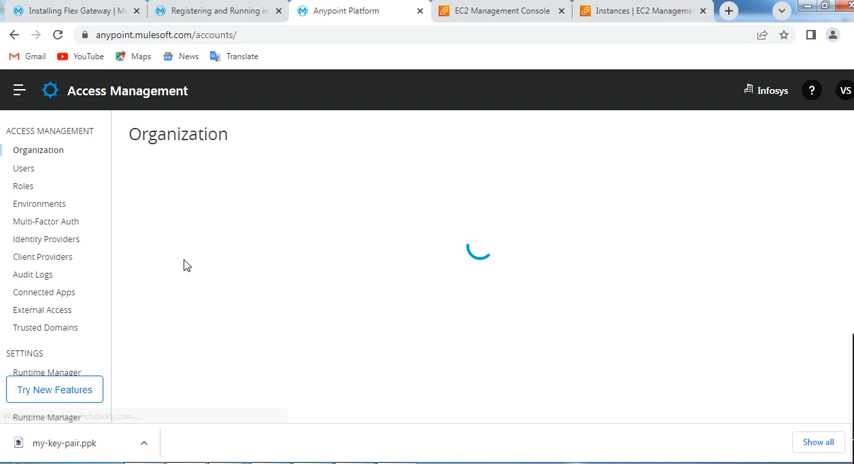 Installing Flex Gateway | M
Registering and Running in
Anypoint Platform
EC2 Management Console
Instances | EC2 Manageme
anypoint.mulesoft.com/accounts/
Gmail
YouTube
Maps
News
Translate
Access Management
Infosys
?
VS
ACCESS MANAGEMENT
Organization
Users
Roles
Environments
Multi-Factor Auth
Identity Providers
Client Providers
Audit Logs
Connected Apps
External Access
Trusted Domains
SETTINGS
Runtime Manager
Try New Features
Runtime Manager
Organization
my-key-pair.ppk
Show all